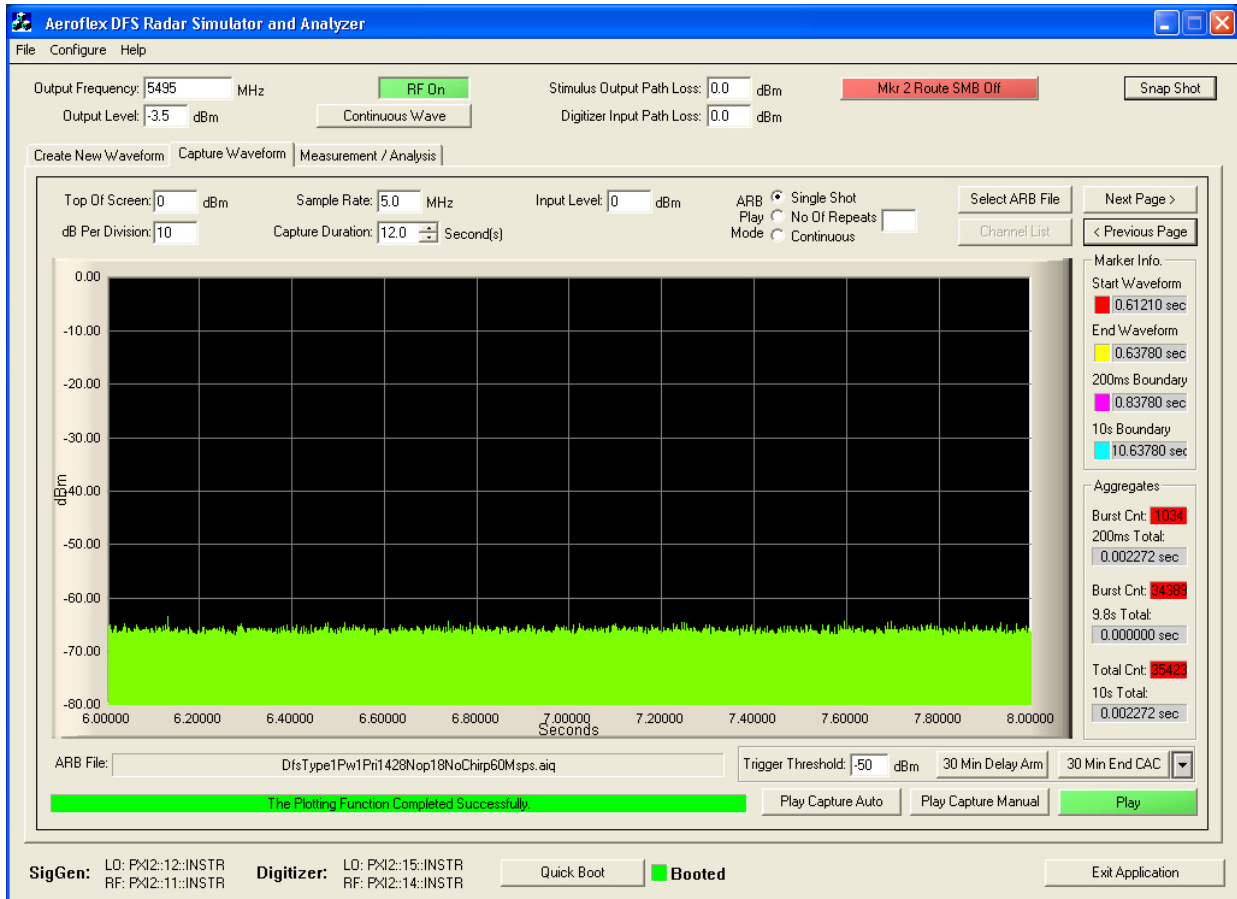 Aeroflex DFS Radar Simulator and Analyzer
File Configure Help
Output Frequency: 5495 MHz
RF On
Stimulus Output Path Loss: 0.0 dBm
Mkr 2 Route SMB Off
Snap Shot
Output Level: -3.5 dBm
Continuous Wave
Digitizer Input Path Loss: 0.0 dBm
Create New Waveform Capture Waveform Measurement / Analysis
Top Of Screen: 0 dBm
Sample Rate: 5.0 MHz
Input Level: 0 dBm
ARB Play Mode
Single Shot
No Of Repeats
Continuous
Select ARB File
Next Page >
dB Per Division: 10
Capture Duration: 12.0 Second(s)
Channel List
< Previous Page
0.00
-10.00
-20.00
-30.00
-40.00
-50.00
-60.00
-70.00
-80.00
dBm
6.00000 6.20000 6.40000 6.60000 6.80000 7.00000 7.20000 7.40000 7.60000 7.80000 8.00000
Seconds
Marker Info.
Start Waveform
0.61210 sec
End Waveform
0.63780 sec
200ms Boundary
0.83780 sec
10s Boundary
10.63780 sec
Aggregates
Burst Cnt: 1034
200ms Total:
0.002272 sec
Burst Cnt: 34389
9.8s Total:
0.000000 sec
Total Cnt: 35423
10s Total:
0.002272 sec
ARB File: DfsType1Pw1Pri1428Nop18NoChirp60Msps.aiq
Trigger Threshold: -50 dBm
30 Min Delay Arm
30 Min End CAC
The Plotting Function Completed Successfully.
Play Capture Auto
Play Capture Manual
Play
SigGen: LO: PXI2::12::INSTR
RF: PXI2::11::INSTR
Digitizer: LO: PXI2::15::INSTR
RF: PXI2::14::INSTR
Quick Boot
Booted
Exit Application